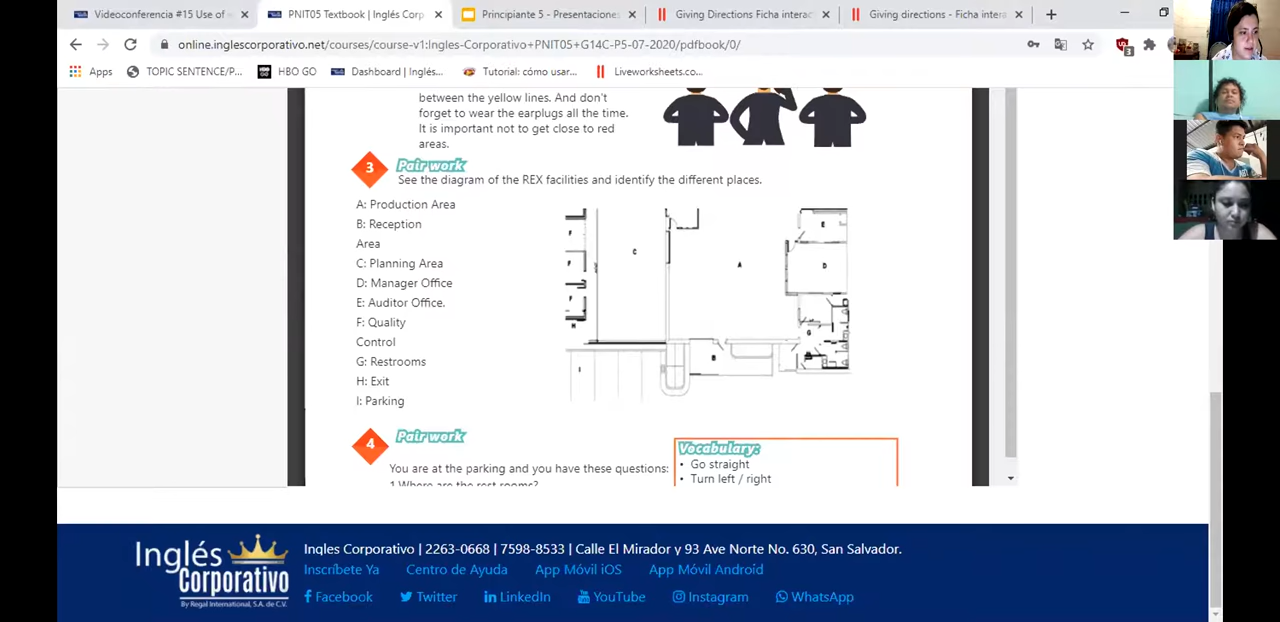 Videoconferencia #15 Use of
PNIT05 Textbook | Inglés Corp
Principiante 5 - Presentaciones
Giving Directions Ficha interac
Giving directions - Ficha intera
online.inglescorporativo.net/courses/course-v1:Ingles-Corporativo+PNIT05+G14C-P5-07-2020/pdfbook/0/
3
Apps
TOPIC SENTENCE/P...
HBO GO
Dashboard | Inglés...
Tutorial: cómo usar...
Liveworksheets.co...
between the yellow lines. And don't
forget to wear the earplugs all the time.
It is important not to get close to red
areas.
3
Pair work
See the diagram of the REX facilities and identify the different places.
A: Production Area
B: Reception
Area
C: Planning Area
D: Manager Office
E: Auditor Office.
F: Quality
Control
G: Restrooms
H: Exit
I: Parking
F
F
F
H
I
C
A
B
E
D
G
4
Pair work
You are at the parking and you have these questions:
1.Where are the rest rooms?
Vocabulary:
• Go straight
• Turn left / right
Inglés
Corporativo
By Regal International, S.A. de C.V.
Ingles Corporativo | 2263-0668 | 7598-8533 | Calle El Mirador y 93 Ave Norte No. 630, San Salvador.
Inscríbete Ya
Centro de Ayuda
App Móvil iOS
App Móvil Android
Facebook
Twitter
LinkedIn
YouTube
Instagram
WhatsApp